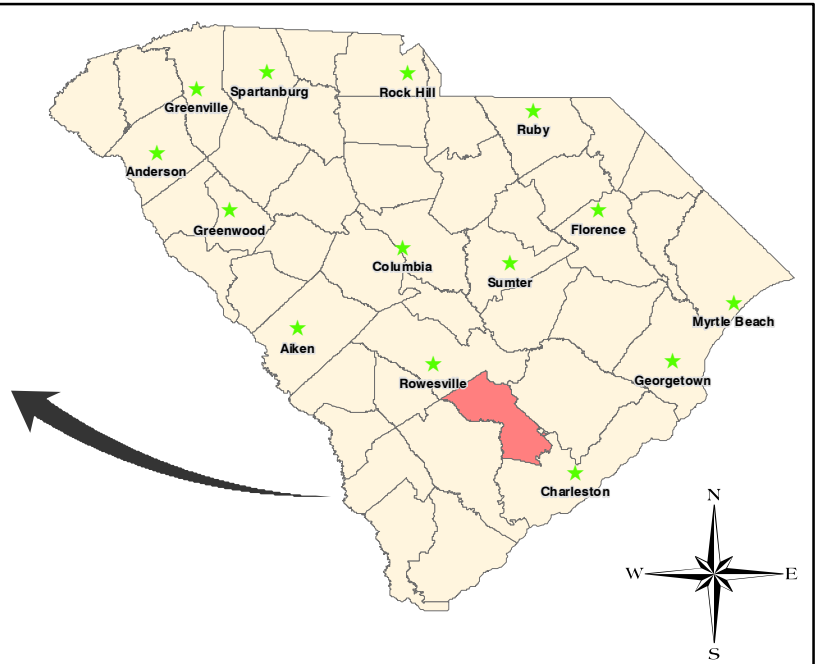 Spartanburg
Rock Hill
Greenville
Ruby
Anderson
Greenwood
Florence
Columbia
Sumter
Myrtle Beach
Aiken
Rowesville
Georgetown
Charleston
N
W
E
S